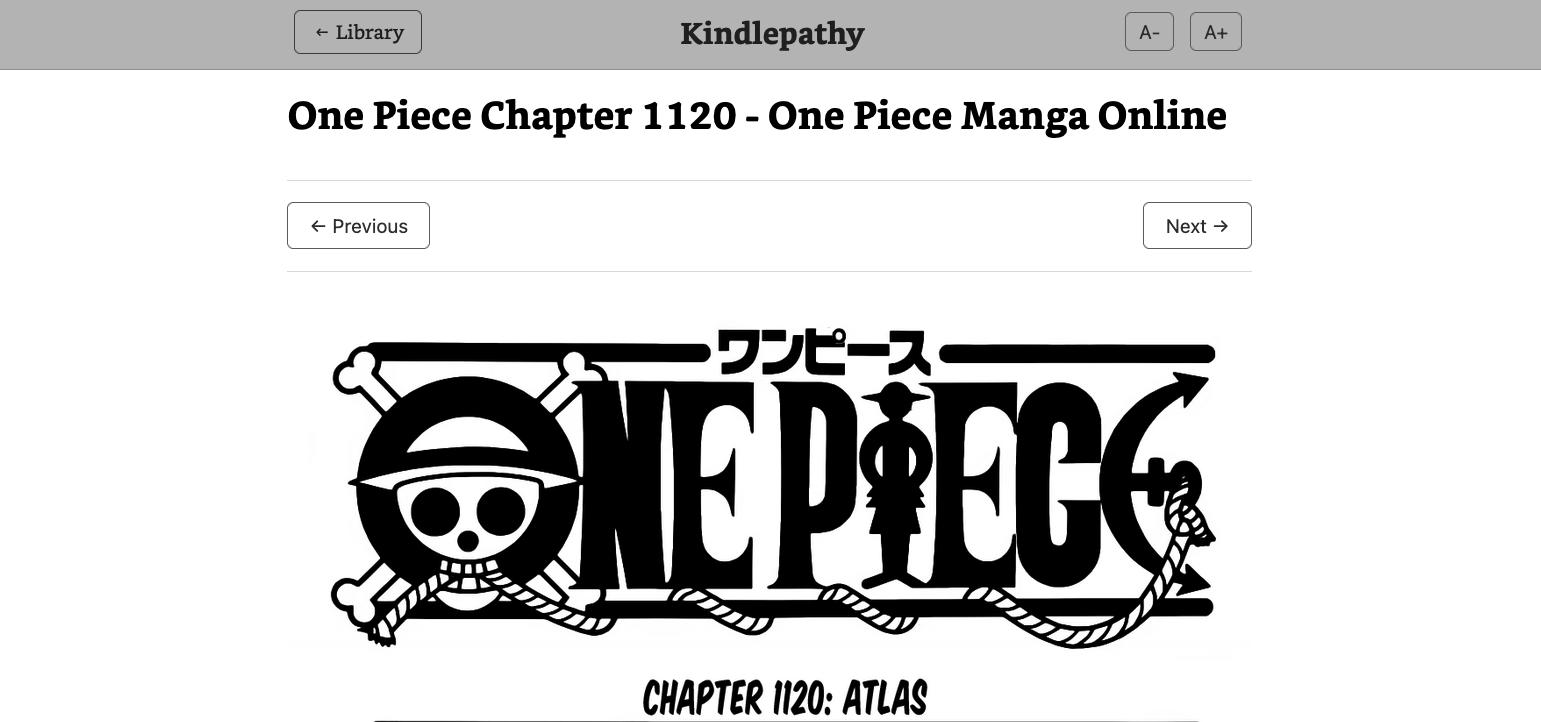 ← Library
Kindlepathy
A-
A+
One Piece Chapter 1120 - One Piece Manga Online
← Previous
Next →
ワンピース
ONE PIECE
CHAPTER 1120: ATLAS